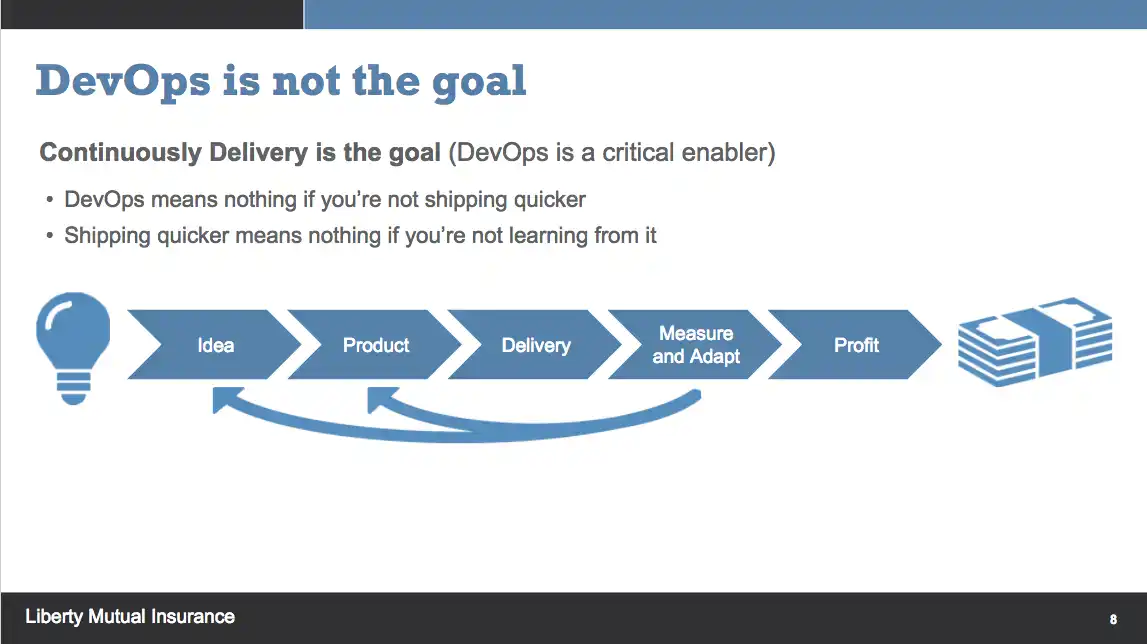 DevOps is not the goal
Continuously Delivery is the goal (DevOps is a critical enabler)
• DevOps means nothing if you’re not shipping quicker
• Shipping quicker means nothing if you’re not learning from it
Idea
Product
Delivery
Measure
and Adapt
Profit
Liberty Mutual Insurance
8